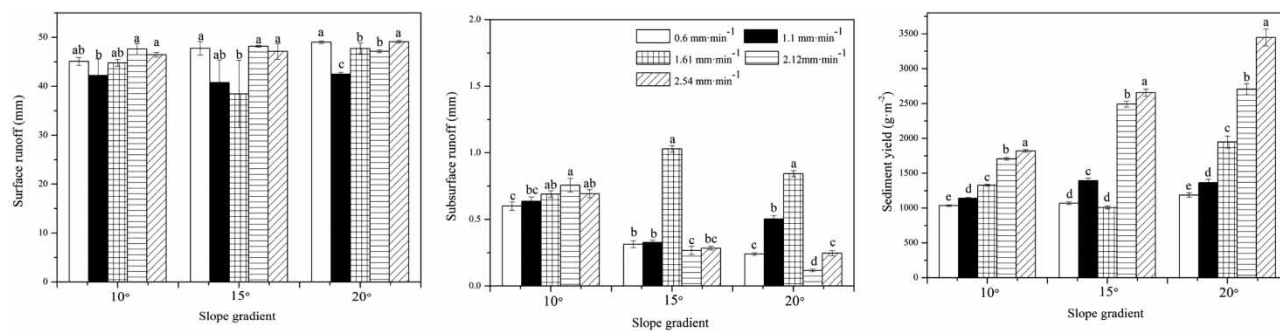 Surface runoff (mm)
50
40
30
20
10
0
ab
b
ab
a
a
a
ab
b
a
a
a
c
b
b
a
10°
15°
20°
Slope gradient
Subsurface runoff (mm)
2.0
1.5
1.0
0.5
0.0
0.6 mm·min⁻¹
1.1 mm·min⁻¹
1.61 mm·min⁻¹
2.12mm·min⁻¹
2.54 mm·min⁻¹
c
bc
ab
a
ab
b
b
a
c
bc
c
b
a
d
c
10°
15°
20°
Slope gradient
Sediment yield (g·m⁻²)
3500
3000
2500
2000
1500
1000
500
0
e
d
c
b
a
d
c
d
b
a
e
d
c
b
a
10°
15°
20°
Slope gradient